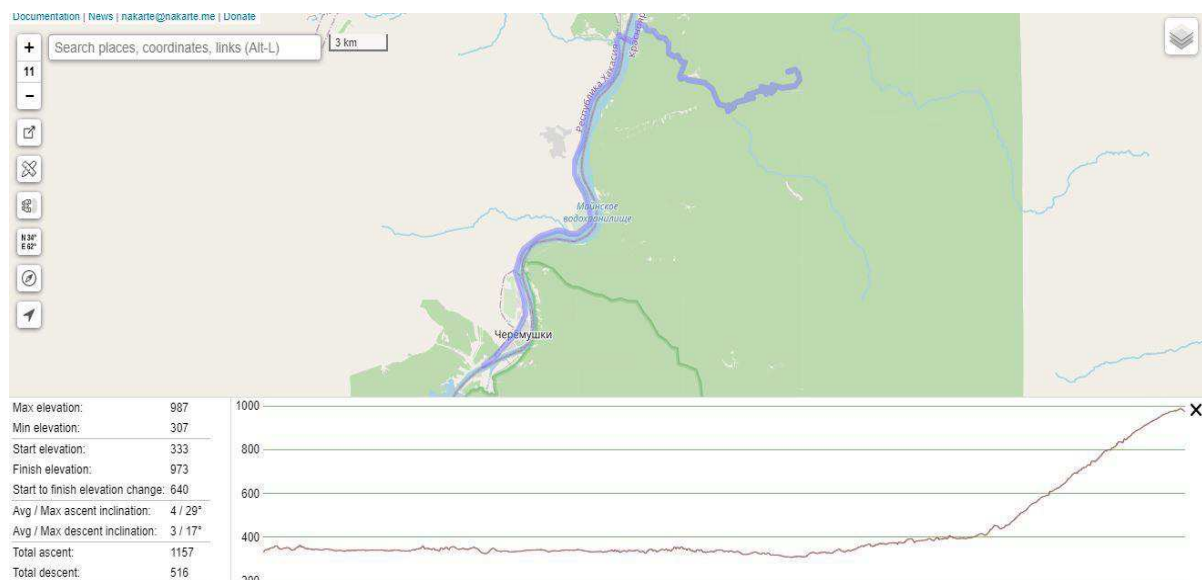 Documentation | News | nakarte@nakarte.me | Donate
+
Search places, coordinates, links (Alt-L)
3 km
11
−
N 34°
E 62°
Республика Хакасия
Майнское
водохранилище
Черёмушки
Max elevation: 987
Min elevation: 307
Start elevation: 333
Finish elevation: 973
Start to finish elevation change: 640
Avg / Max ascent inclination: 4 / 29°
Avg / Max descent inclination: 3 / 17°
Total ascent: 1157
Total descent: 516
1000
X
800
600
400
200